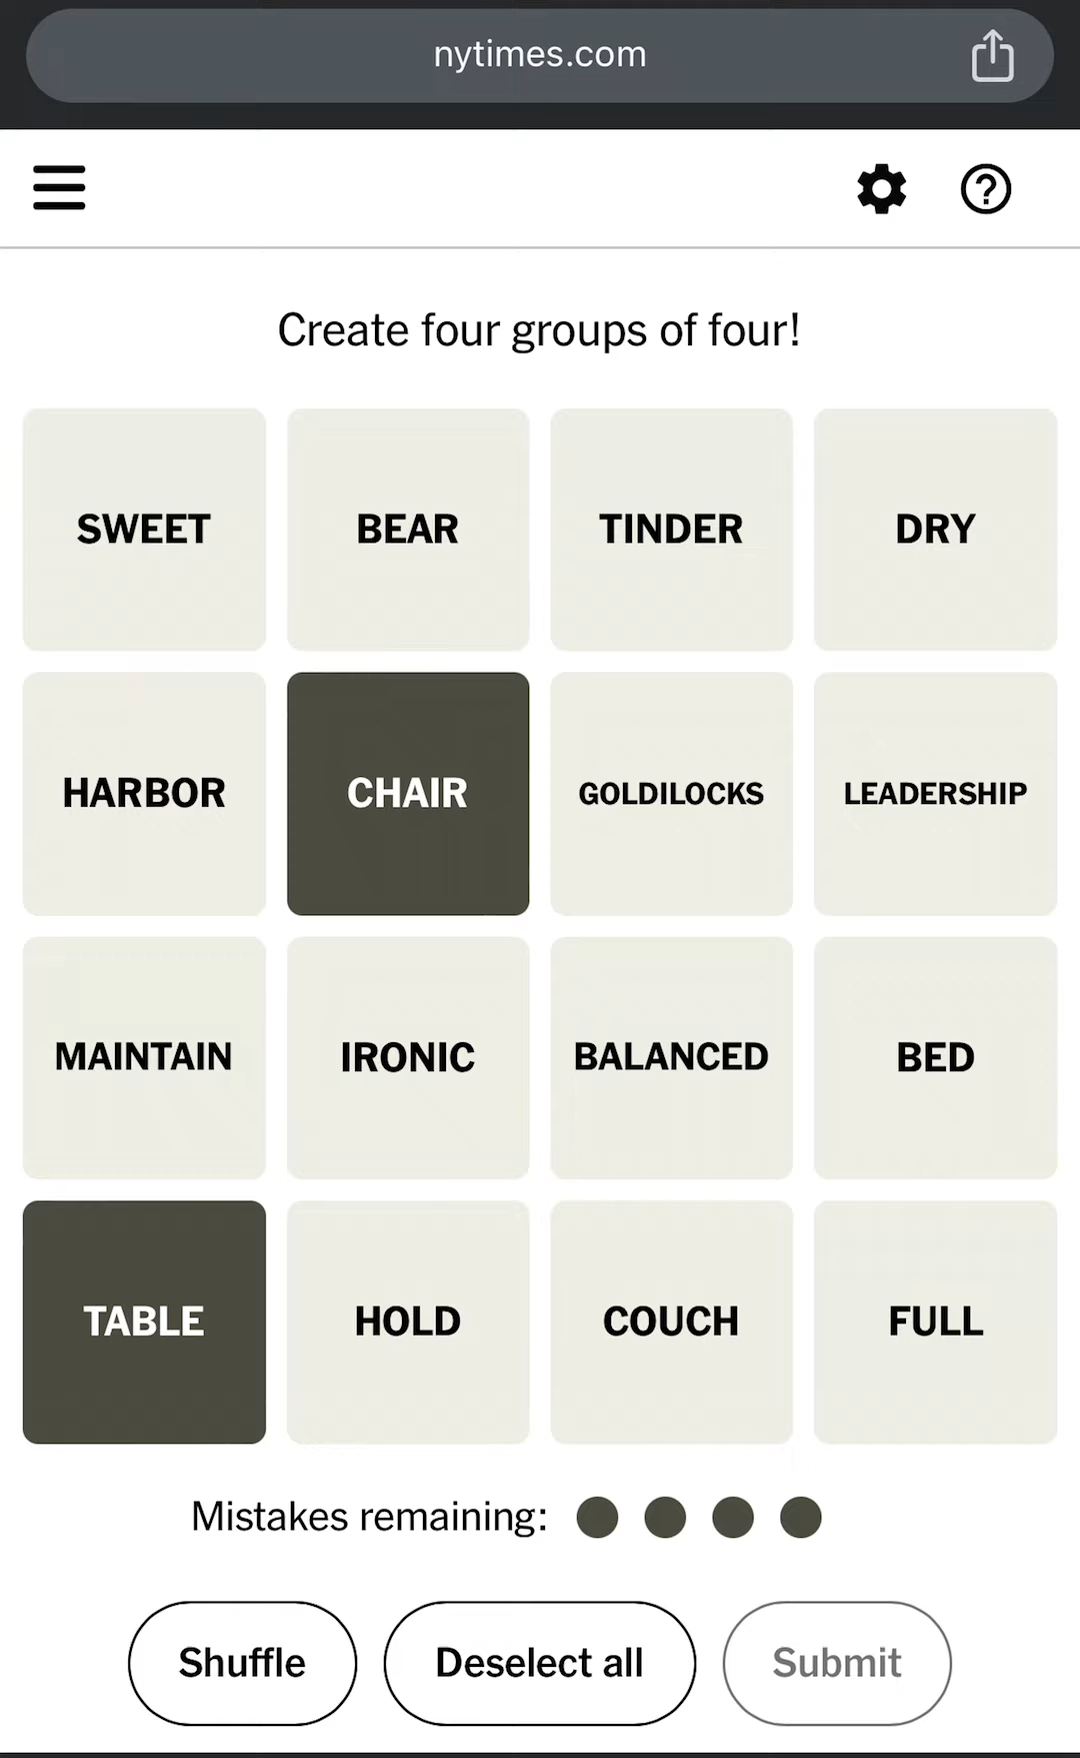 nytimes.com
Create four groups of four!
SWEET BEAR TINDER DRY
HARBOR CHAIR GOLDILOCKS LEADERSHIP
MAINTAIN IRONIC BALANCED BED
TABLE HOLD COUCH FULL
Mistakes remaining:
Shuffle Deselect all Submit